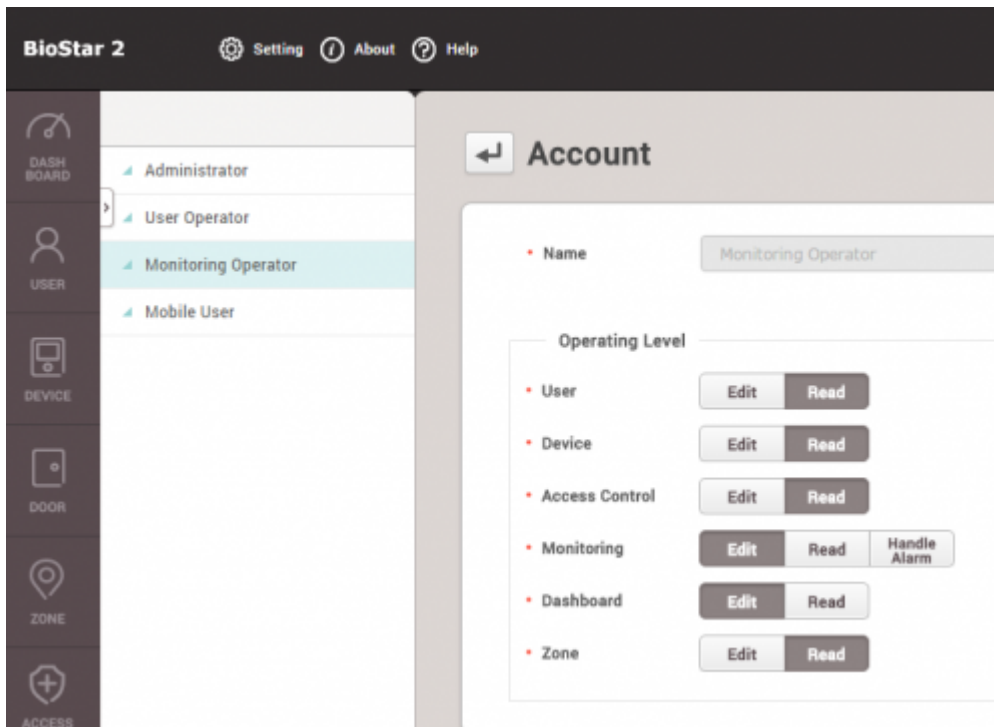 BioStar 2
Setting
About
Help
DASH
BOARD
USER
DEVICE
DOOR
ZONE
ACCESS
Administrator
User Operator
Monitoring Operator
Mobile User
Account
Name Monitoring Operator
Operating Level
User Edit Read
Device Edit Read
Access Control Edit Read
Monitoring Edit Read Handle Alarm
Dashboard Edit Read
Zone Edit Read